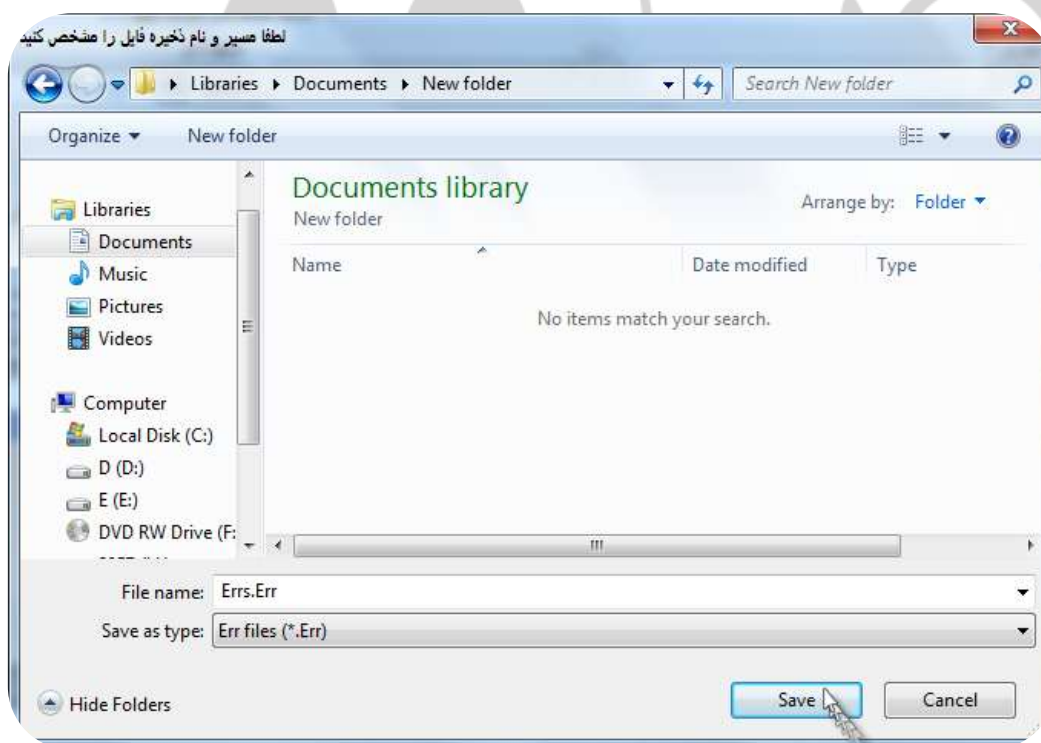 لطفا مسیر و نام ذخیره فایل را مشخص کنید
Libraries Documents New folder
Search New folder
Organize New folder
Documents library
New folder
Arrange by: Folder
Name Date modified Type
No items match your search.
Libraries
Documents
Music
Pictures
Videos
Computer
Local Disk (C:)
D (D:)
E (E:)
DVD RW Drive (F:
File name: Errs.Err
Save as type: Err files (*.Err)
Hide Folders
Save Cancel